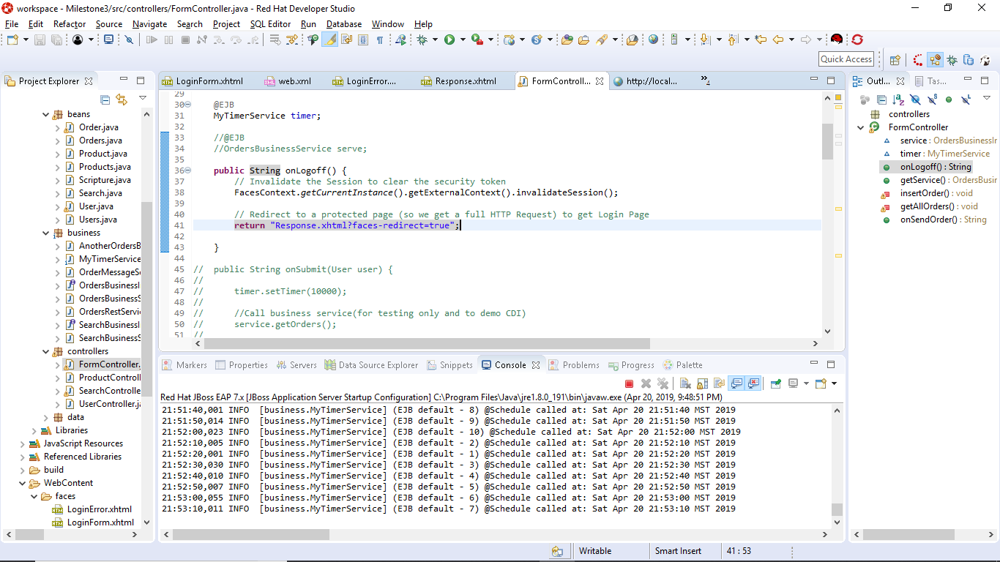 workspace - Milestone3/src/controllers/FormController.java - Red Hat Developer Studio
File Edit Refactor Source Navigate Search Project SQL Editor Run Database Window Help
Quick Access
Project Explorer
beans
Order.java
Orders.java
Product.java
Products.java
Scripture.java
Search.java
User.java
Users.java
business
AnotherOrdersB
MyTimerService
OrderMessageSe
OrdersBusinessI
OrdersBusinessS
OrdersRestServi
SearchBusinessI
SearchBusinessS
controllers
FormController.
ProductControll
SearchControlle
UserController.ja
data
Libraries
JavaScript Resources
Referenced Libraries
build
WebContent
faces
LoginError.xhtml
LoginForm.xhtml
LoginForm.xhtml web.xml LoginError.... Response.xhtml FormControll... http://local... »4
29
30 @EJB
31 MyTimerService timer;
32
33 //@EJB
34 //OrdersBusinessService serve;
35
36 public String onLogoff() {
37 // Invalidate the Session to clear the security token
38 FacesContext.getCurrentInstance().getExternalContext().invalidateSession();
39
40 // Redirect to a protected page (so we get a full HTTP Request) to get Login Page
41 return "Response.xhtml?faces-redirect=true";
42
43 }
44
45 // public String onSubmit(User user) {
46 //
47 // timer.setTimer(10000);
48 //
49 // //Call business service(for testing only and to demo CDI)
50 // service.getOrders();
51 //
Markers Properties Servers Data Source Explorer Snippets Console Problems Progress Palette
Red Hat JBoss EAP 7.x [JBoss Application Server Startup Configuration] C:\Program Files\Java\jre1.8.0_191\bin\javaw.exe (Apr 20, 2019, 9:48:51 PM)
21:51:40,001 INFO [business.MyTimerService] (EJB default - 8) @Schedule called at: Sat Apr 20 21:51:40 MST 2019
21:51:50,014 INFO [business.MyTimerService] (EJB default - 9) @Schedule called at: Sat Apr 20 21:51:50 MST 2019
21:52:00,023 INFO [business.MyTimerService] (EJB default - 10) @Schedule called at: Sat Apr 20 21:52:00 MST 2019
21:52:10,005 INFO [business.MyTimerService] (EJB default - 2) @Schedule called at: Sat Apr 20 21:52:10 MST 2019
21:52:20,001 INFO [business.MyTimerService] (EJB default - 1) @Schedule called at: Sat Apr 20 21:52:20 MST 2019
21:52:30,030 INFO [business.MyTimerService] (EJB default - 3) @Schedule called at: Sat Apr 20 21:52:30 MST 2019
21:52:40,010 INFO [business.MyTimerService] (EJB default - 4) @Schedule called at: Sat Apr 20 21:52:40 MST 2019
21:52:50,007 INFO [business.MyTimerService] (EJB default - 5) @Schedule called at: Sat Apr 20 21:52:50 MST 2019
21:53:00,055 INFO [business.MyTimerService] (EJB default - 6) @Schedule called at: Sat Apr 20 21:53:00 MST 2019
21:53:10,011 INFO [business.MyTimerService] (EJB default - 7) @Schedule called at: Sat Apr 20 21:53:10 MST 2019
Outl... Tas...
controllers
FormController
service : OrdersBusinessIr
timer : MyTimerService
onLogoff() : String
getService() : OrdersBusir
insertOrder() : void
getAllOrders() : void
onSendOrder() : String
Writable Smart Insert 41 : 53